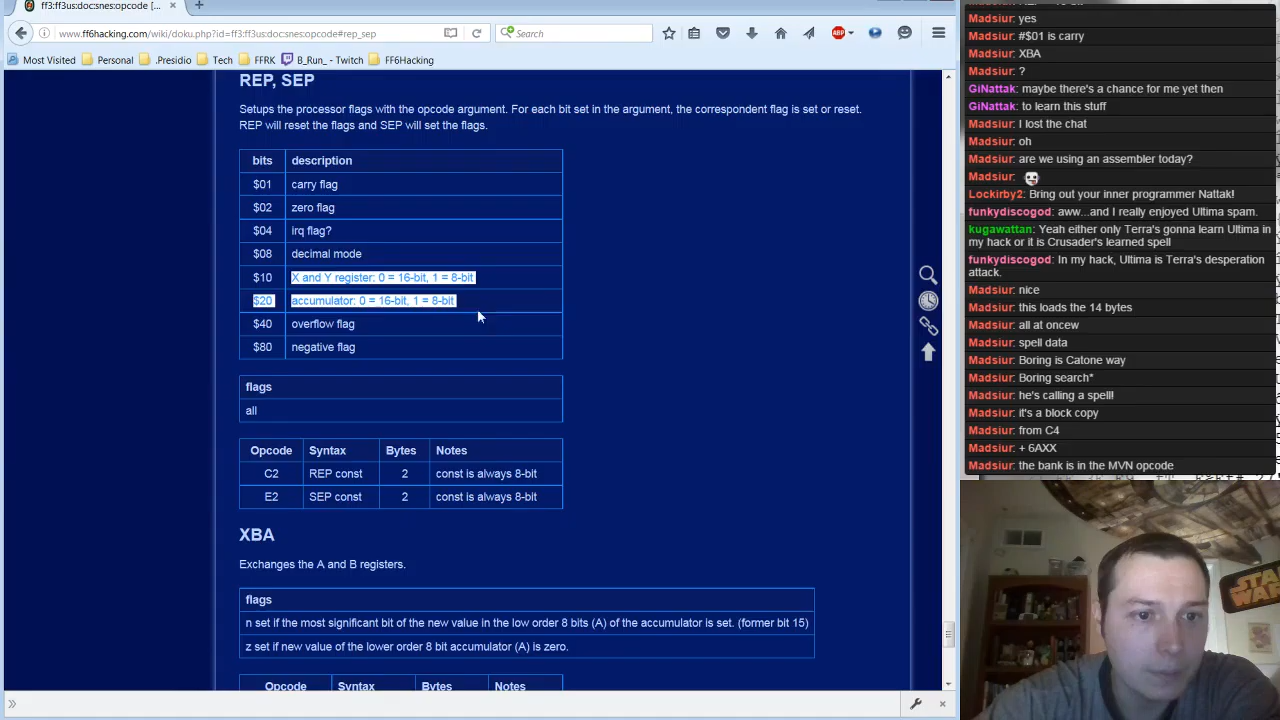 ff3:ff3us:doc:snes:opcode [...
www.ff6hacking.com/wiki/doku.php?id=ff3:ff3us:doc:snes:opcode#rep_sep
Search
ABP
Most Visited
Personal
.Presidio
Tech
FFRK
B_Run_ - Twitch
FF6Hacking
REP, SEP
Setups the processor flags with the opcode argument. For each bit set in the argument, the correspondent flag is set or reset.
REP will reset the flags and SEP will set the flags.
bits description
$01 carry flag
$02 zero flag
$04 irq flag?
$08 decimal mode
$10 X and Y register: 0 = 16-bit, 1 = 8-bit
$20 accumulator: 0 = 16-bit, 1 = 8-bit
$40 overflow flag
$80 negative flag
flags
all
Opcode Syntax Bytes Notes
C2 REP const 2 const is always 8-bit
E2 SEP const 2 const is always 8-bit
XBA
Exchanges the A and B registers.
flags
n set if the most significant bit of the new value in the low order 8 bits (A) of the accumulator is set. (former bit 15)
z set if new value of the lower order 8 bit accumulator (A) is zero.
Opcode Syntax Bytes Notes
Madsiur: yes
Madsiur: #$01 is carry
Madsiur: XBA
Madsiur: ?
GiNattak: maybe there's a chance for me yet then
GiNattak: to learn this stuff
Madsiur: I lost the chat
Madsiur: oh
Madsiur: are we using an assembler today?
Madsiur:
Lockirby2: Bring out your inner programmer Nattak!
funkydiscogod: aww...and I really enjoyed Ultima spam.
kugawattan: Yeah either only Terra's gonna learn Ultima in
my hack or it is Crusader's learned spell
funkydiscogod: In my hack, Ultima is Terra's desperation
attack.
Madsiur: nice
Madsiur: this loads the 14 bytes
Madsiur: all at oncew
Madsiur: spell data
Madsiur: Boring is Catone way
Madsiur: Boring search*
Madsiur: he's calling a spell!
Madsiur: it's a block copy
Madsiur: from C4
Madsiur: + 6AXX
Madsiur: the bank is in the MVN opcode
STAR
WARS